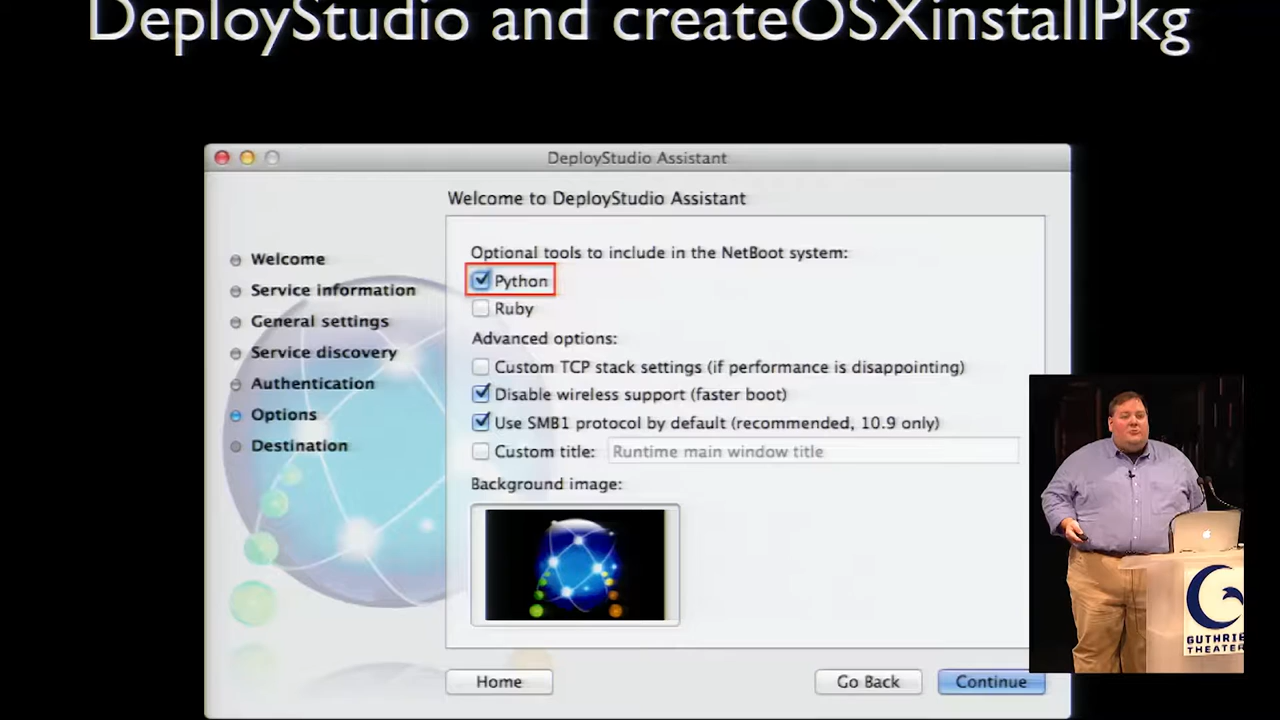 DeployStudio and createOSXinstallPkg
DeployStudio Assistant
Welcome to DeployStudio Assistant
Welcome
Service information
General settings
Service discovery
Authentication
Options
Destination
Optional tools to include in the NetBoot system:
Python
Ruby
Advanced options:
Custom TCP stack settings (if performance is disappointing)
Disable wireless support (faster boot)
Use SMB1 protocol by default (recommended, 10.9 only)
Custom title: Runtime main window title
Background image:
Home
Go Back
Continue
GUTHRIE
THEATER